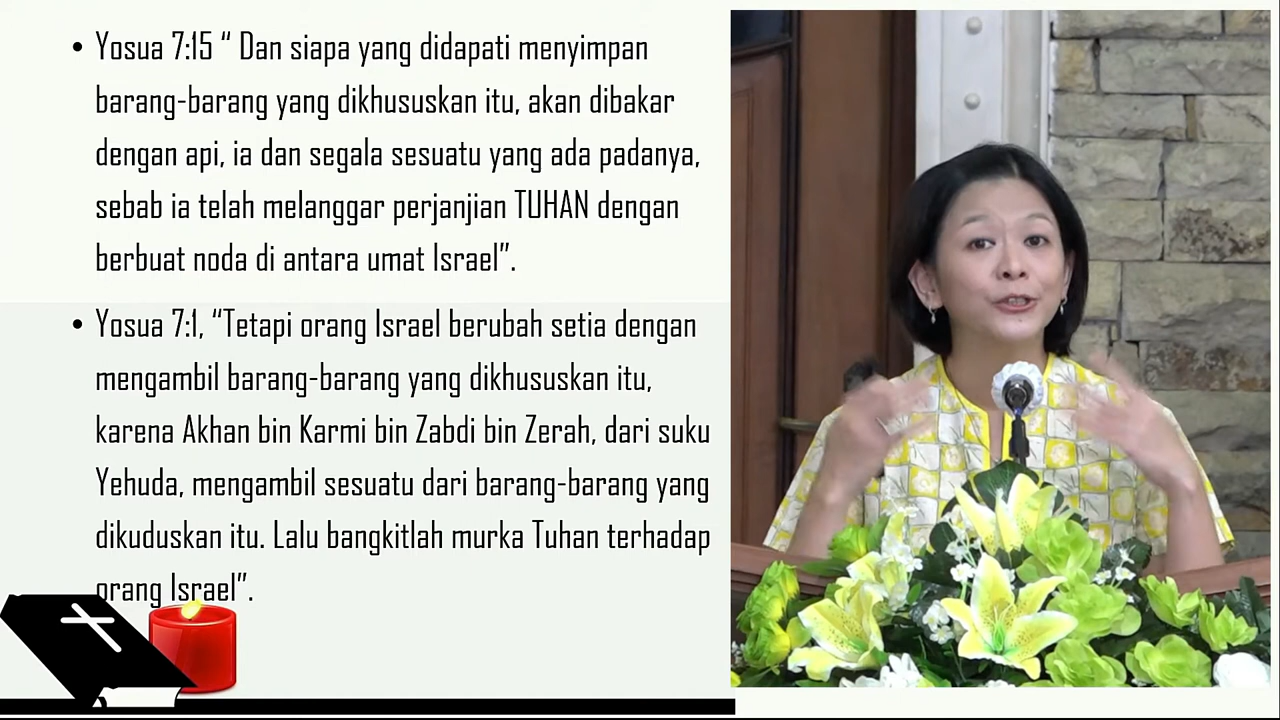 • Yosua 7:15 “ Dan siapa yang didapati menyimpan
barang-barang yang dikhususkan itu, akan dibakar
dengan api, ia dan segala sesuatu yang ada padanya,
sebab ia telah melanggar perjanjian TUHAN dengan
berbuat noda di antara umat Israel”.
• Yosua 7:1, “Tetapi orang Israel berubah setia dengan
mengambil barang-barang yang dikhususkan itu,
karena Akhan bin Karmi bin Zabdi bin Zerah, dari suku
Yehuda, mengambil sesuatu dari barang-barang yang
dikuduskan itu. Lalu bangkitlah murka Tuhan terhadap
orang Israel”.